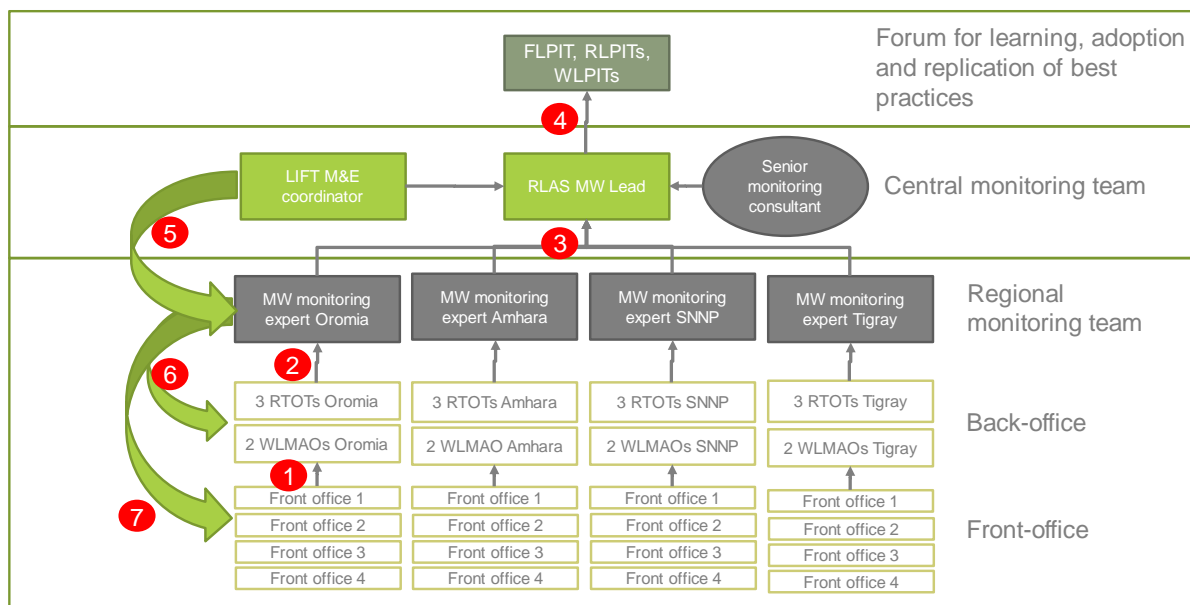 FLPIT, RLPITs,
WLPITs
Forum for learning, adoption
and replication of best
practices
4
LIFT M&E
coordinator
RLAS MW Lead
Senior
monitoring
consultant
Central monitoring team
5
3
MW monitoring
expert Oromia
MW monitoring
expert Amhara
MW monitoring
expert SNNP
MW monitoring
expert Tigray
Regional
monitoring team
2
6
3 RTOTs Oromia
3 RTOTs Amhara
3 RTOTs SNNP
3 RTOTs Tigray
Back-office
2 WLMAOs Oromia
2 WLMAO Amhara
2 WLMAOs SNNP
2 WLMAOs Tigray
1
7
Front office 1
Front office 2
Front office 3
Front office 4
Front office 1
Front office 2
Front office 3
Front office 4
Front office 1
Front office 2
Front office 3
Front office 4
Front office 1
Front office 2
Front office 3
Front office 4
Front-office